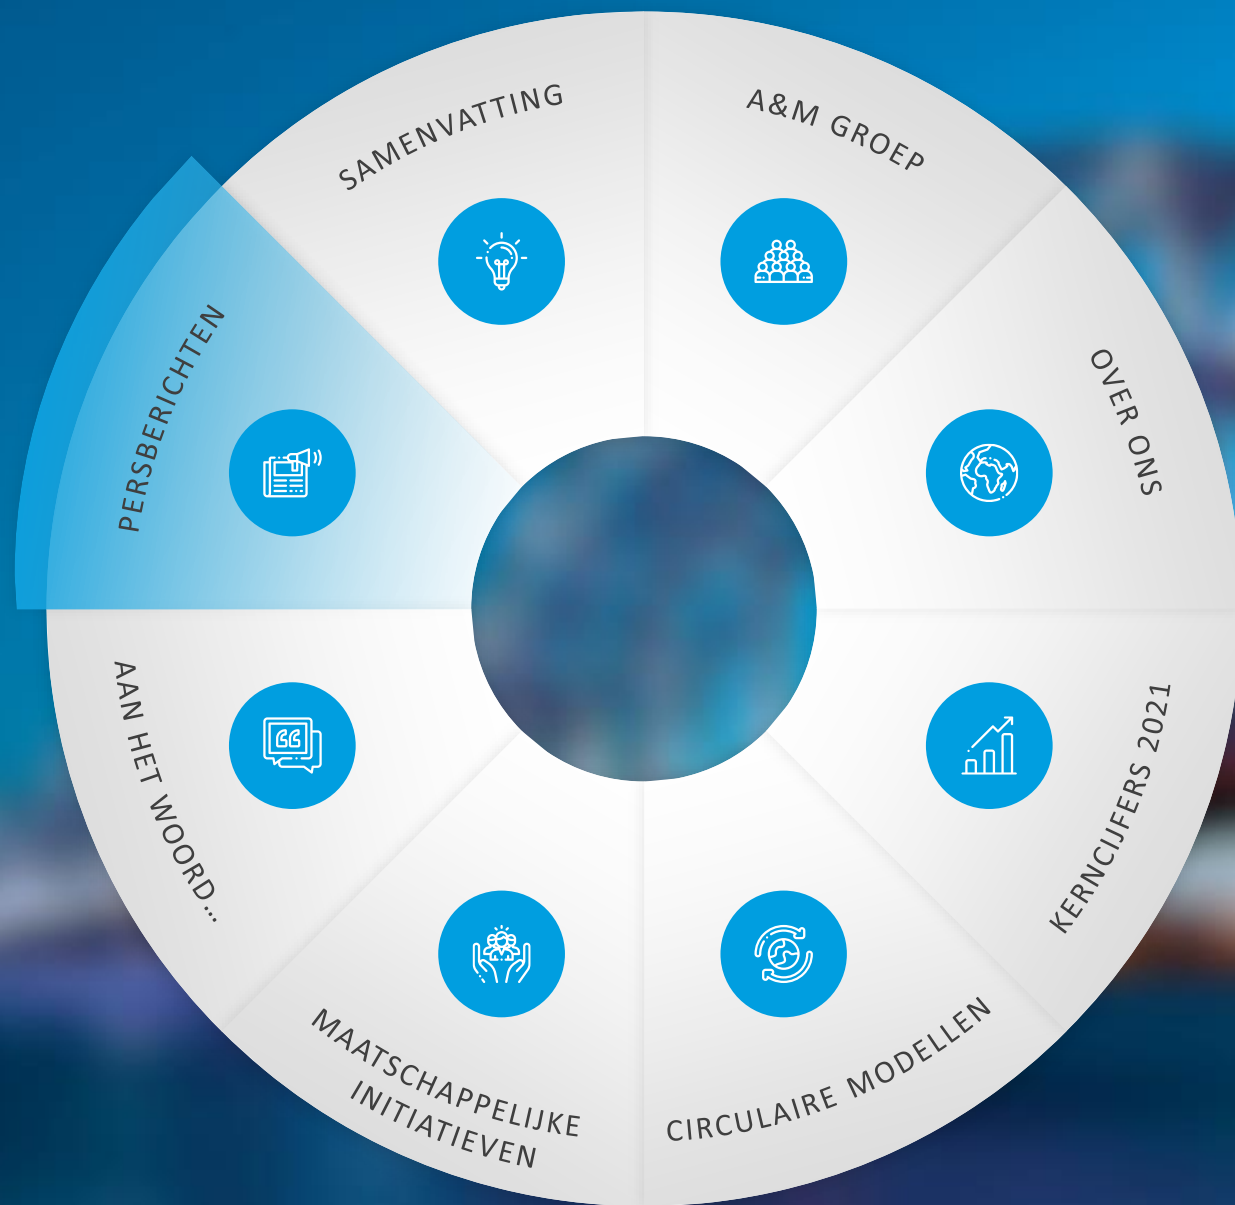 SAMENVATTING
A&M GROEP
OVER ONS
KERNCIJFERS 2021
CIRCULAIRE MODELLEN
MAATSCHAPPELIJKE
INITIATIEVEN
AAN HET WOORD...
PERSBERICHTEN